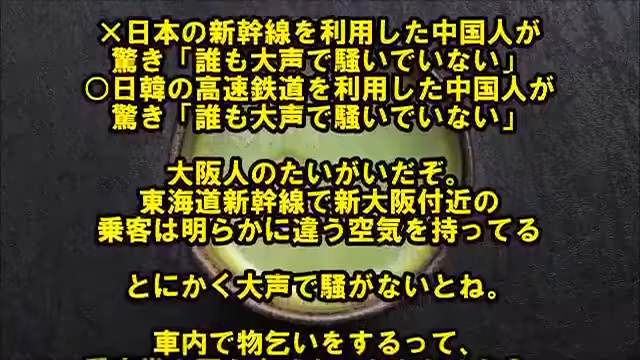 ×日本の新幹線を利用した中国人が
驚き「誰も大声で騒いでいない」
○日韓の高速鉄道を利用した中国人が
驚き「誰も大声で騒いでいない」
大阪人のたいがいだぞ。
東海道新幹線で新大阪付近の
乗客は明らかに違う空気を持ってる
とにかく大声で騒がないとね。
車内で物乞いをするって、